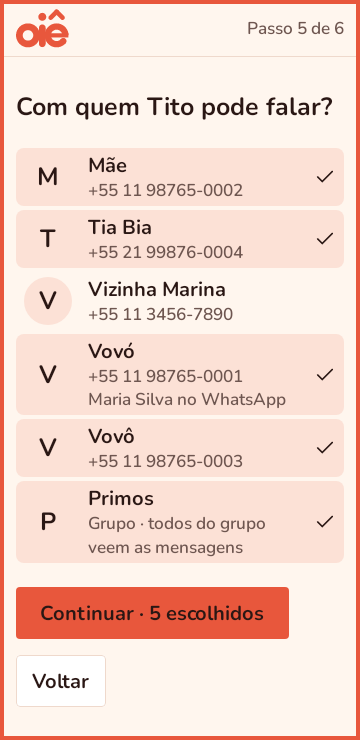 oiê
Passo 5 de 6
Com quem Tito pode falar?
M
Mãe
+55 11 98765-0002
T
Tia Bia
+55 21 99876-0004
V
Vizinha Marina
+55 11 3456-7890
V
Vovó
+55 11 98765-0001
Maria Silva no WhatsApp
V
Vovô
+55 11 98765-0003
P
Primos
Grupo · todos do grupo
veem as mensagens
Continuar · 5 escolhidos
Voltar